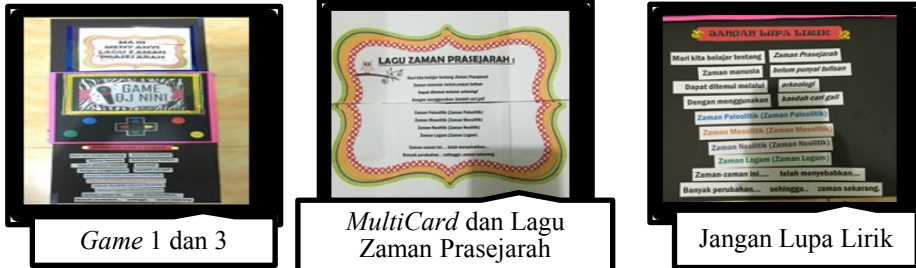 MARI
MENYANYI
LAGU ZAMAN
PRASEJARAH
GAME
BJ NINI
Game 1 dan 3
LAGU ZAMAN PRASEJARAH :
Mari kita belajar tentang Zaman Prasejarah
Zaman manusia belum punyai tulisan
Dapat ditemui melalui arkeologi
Dengan menggunakan kaedah cari gali
Zaman Paleolitik (Zaman Paleolitik)
Zaman Mesolitik (Zaman Mesolitik)
Zaman Neolitik (Zaman Neolitik)
Zaman Logam (Zaman Logam)
Zaman-zaman ini.... telah menyebabkan...
Banyak perubahan... sehingga.. zaman sekarang
MultiCard dan Lagu
Zaman Prasejarah
JANGAN LUPA LIRIK
Mari kita belajar tentang Zaman Prasejarah
Zaman manusia belum punyai tulisan
Dapat ditemui melalui arkeologi
Dengan menggunakan kaedah cari gali
Zaman Paleolitik (Zaman Paleolitik)
Zaman Mesolitik (Zaman Mesolitik)
Zaman Neolitik (Zaman Neolitik)
Zaman Logam (Zaman Logam)
Zaman-zaman ini.... telah menyebabkan...
Banyak perubahan.... sehingga.. zaman sekarang.
Jangan Lupa Lirik